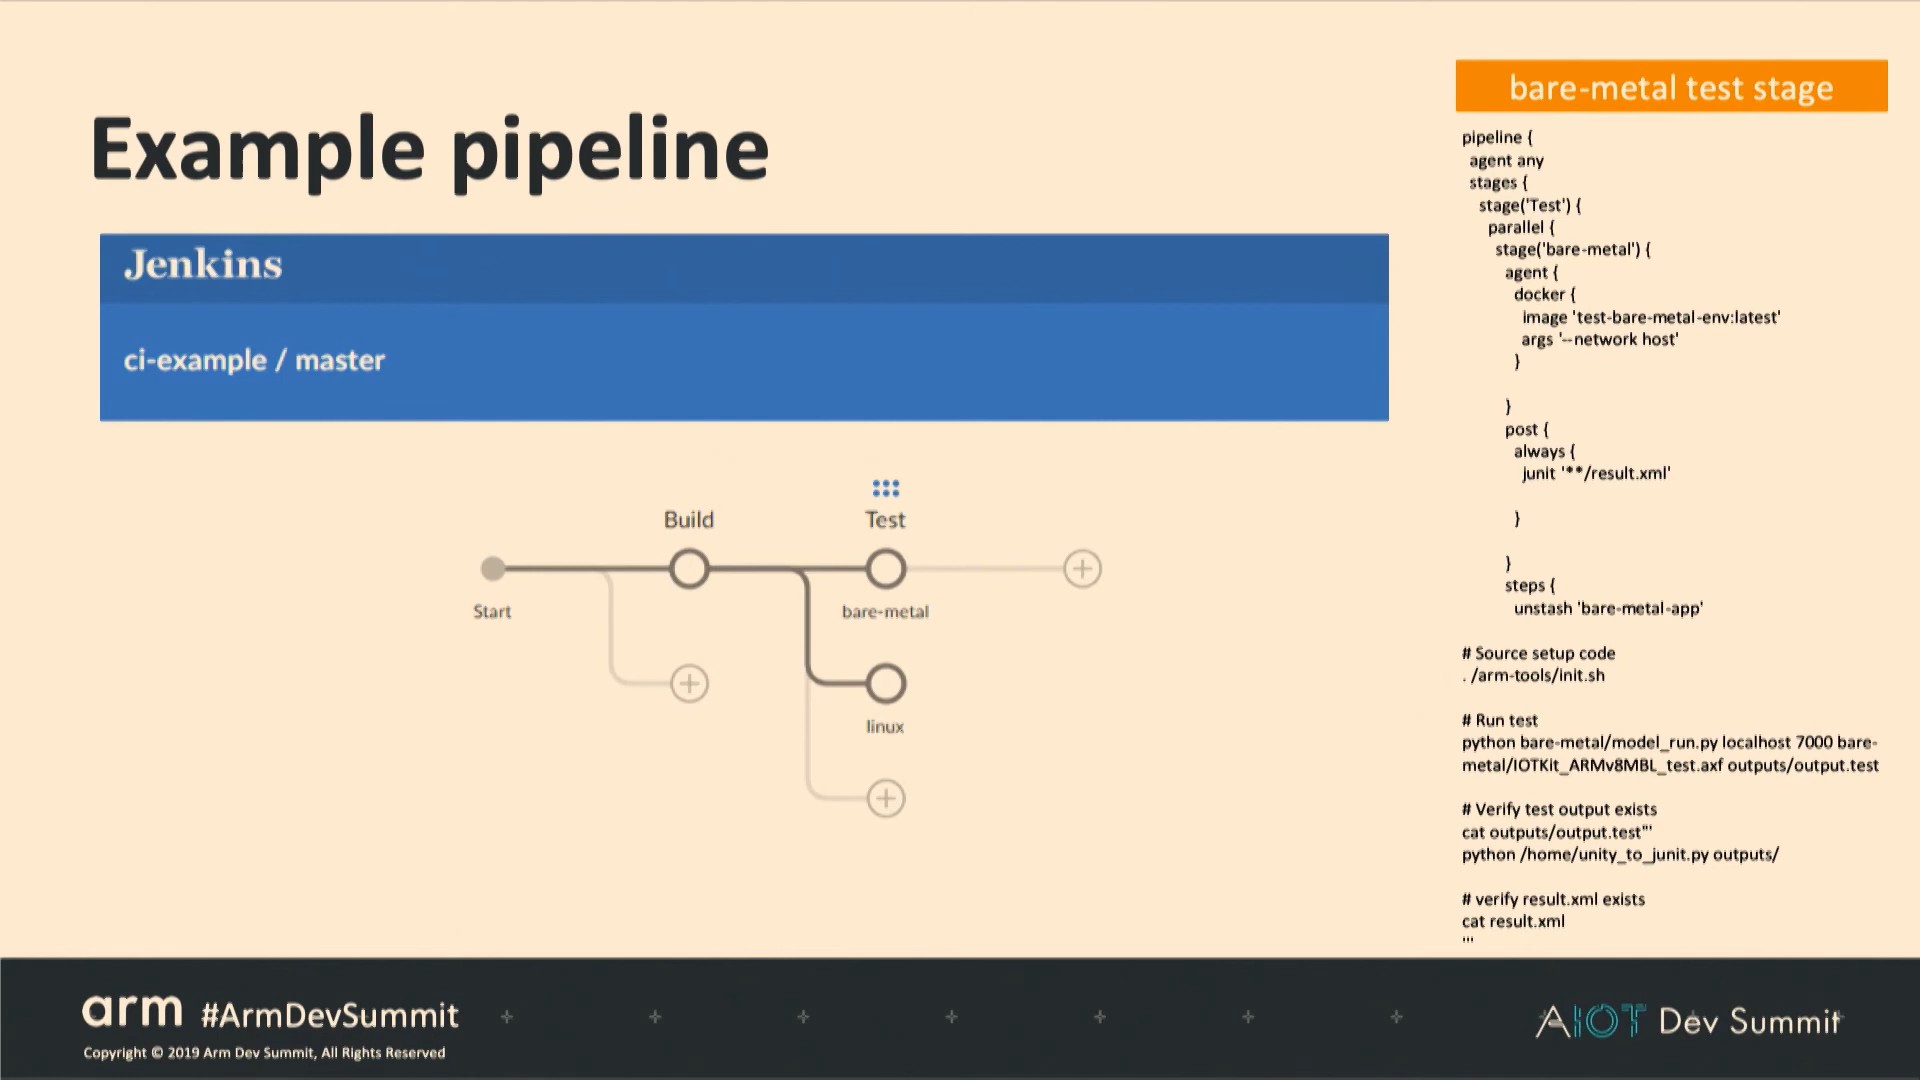 Example pipeline
Jenkins
ci-example / master
Build
Test
Start
bare-metal
linux
bare-metal test stage
pipeline {
agent any
stages {
stage('Test') {
parallel {
stage('bare-metal') {
agent {
docker {
image 'test-bare-metal-env:latest'
args '--network host'
}
}
post {
always {
junit '**/result.xml'
}
}
steps {
unstash 'bare-metal-app'
# Source setup code
. /arm-tools/init.sh
# Run test
python bare-metal/model_run.py localhost 7000 bare-
metal/IOTKit_ARMv8MBL_test.axf outputs/output.test
# Verify test output exists
cat outputs/output.test'''
python /home/unity_to_junit.py outputs/
# verify result.xml exists
cat result.xml
'''
arm #ArmDevSummit
Copyright © 2019 Arm Dev Summit, All Rights Reserved
AIOT Dev Summit